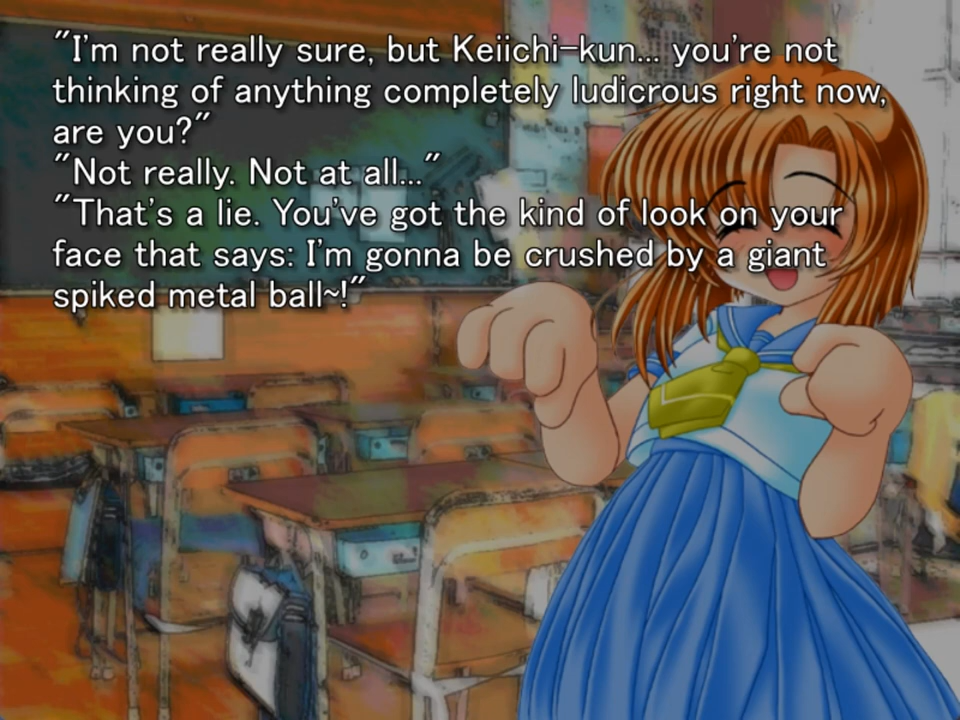 "I'm not really sure, but Keiichi-kun... you're not
thinking of anything completely ludicrous right now,
are you?"
"Not really. Not at all..."
"That's a lie. You've got the kind of look on your
face that says: I'm gonna be crushed by a giant
spiked metal ball~!"